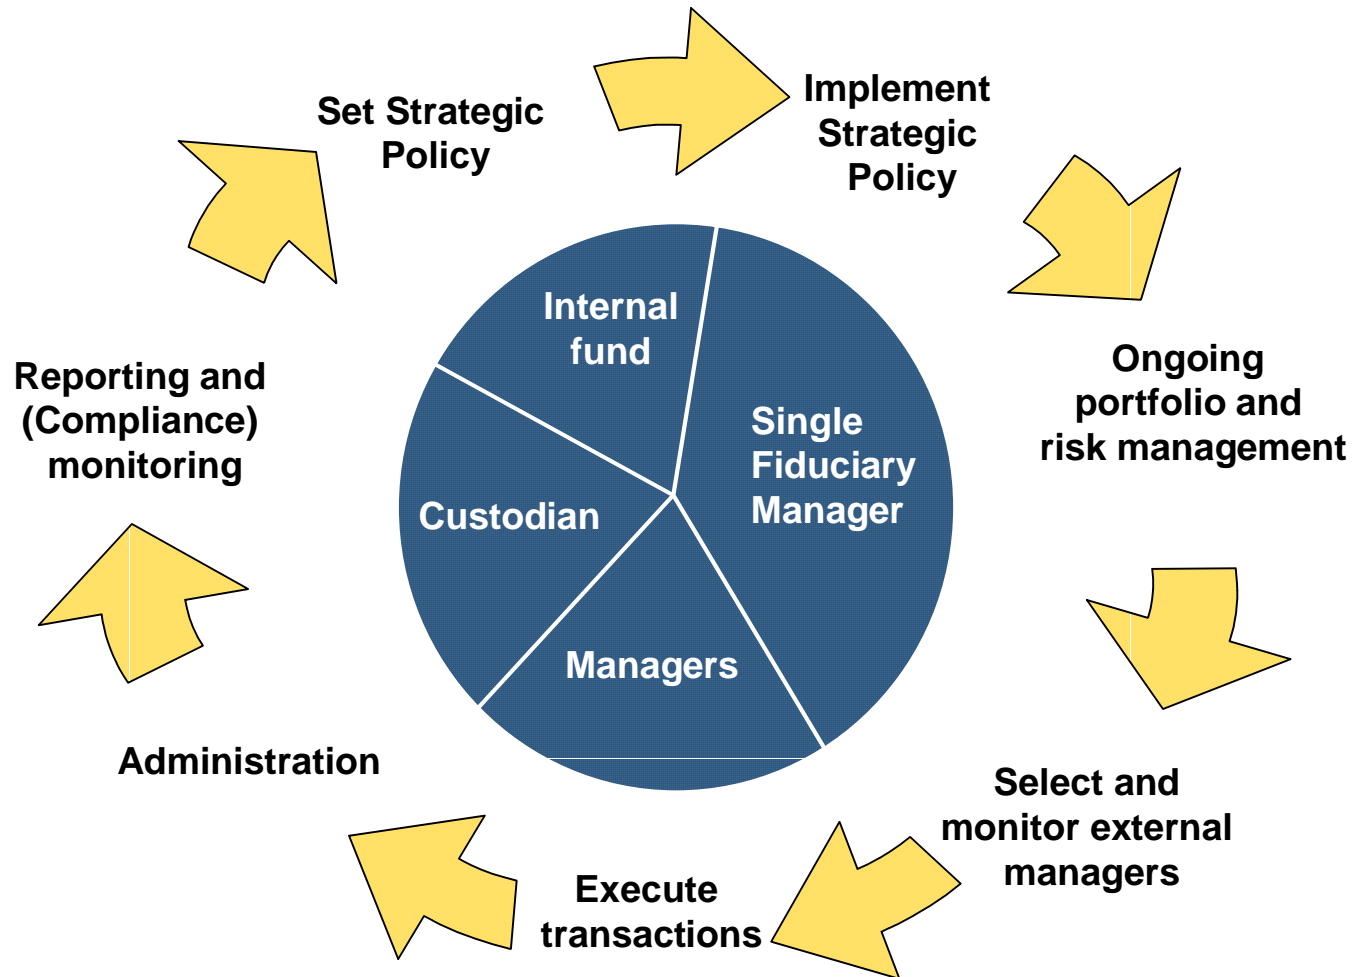 Set Strategic
Policy
Implement
Strategic
Policy
Ongoing
portfolio and
risk management
Select and
monitor external
managers
Execute
transactions
Administration
Reporting and
(Compliance)
monitoring
Internal
fund
Single
Fiduciary
Manager
Managers
Custodian